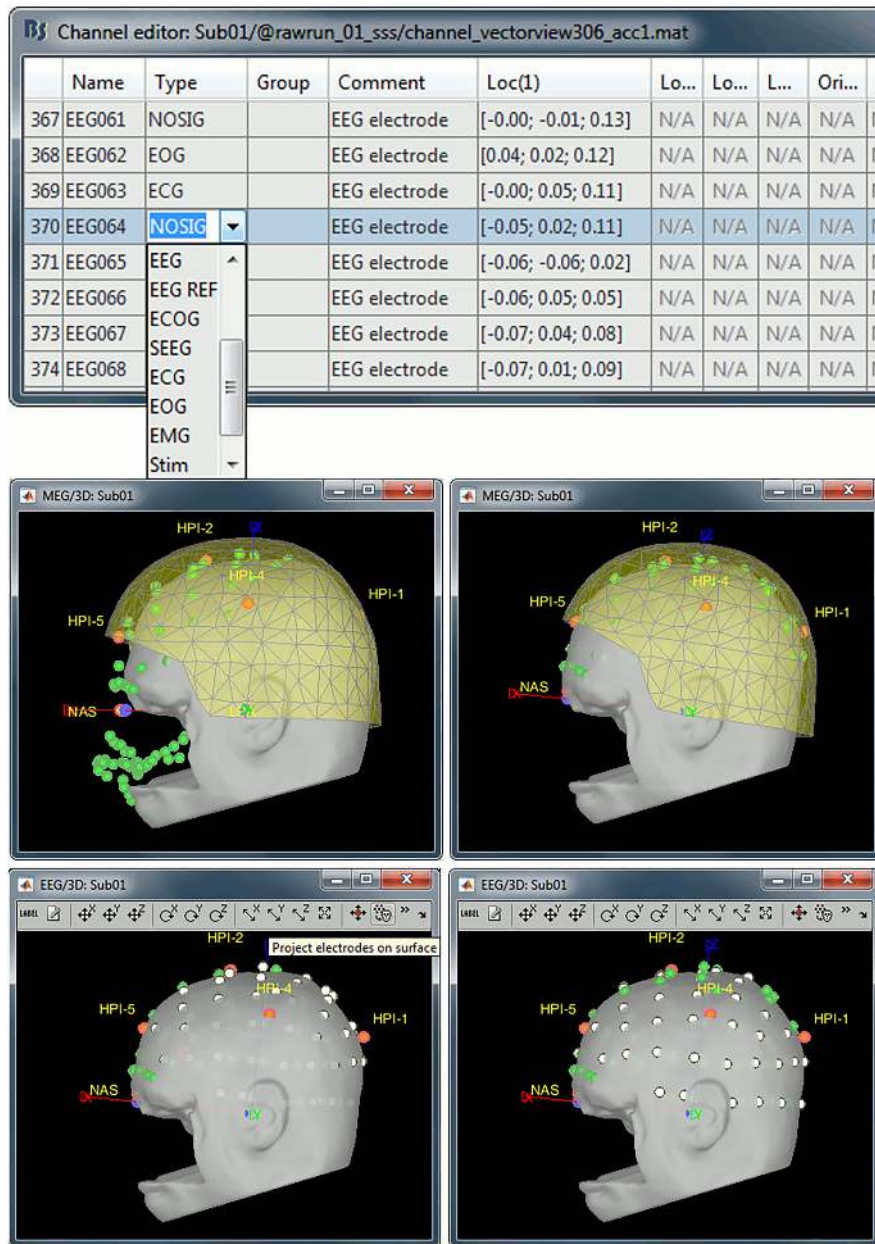 Channel editor: Sub01/@rawrun_01_sss/channel_vectorview306_acc1.mat
Name Type Group Comment Loc(1) Lo... Lo... L... Ori...
367 EEG061 NOSIG EEG electrode [-0.00; -0.01; 0.13] N/A N/A N/A N/A
368 EEG062 EOG EEG electrode [0.04; 0.02; 0.12] N/A N/A N/A N/A
369 EEG063 ECG EEG electrode [-0.00; 0.05; 0.11] N/A N/A N/A N/A
370 EEG064 NOSIG EEG electrode [-0.05; 0.02; 0.11] N/A N/A N/A N/A
371 EEG065 EEG EEG electrode [-0.06; -0.06; 0.02] N/A N/A N/A N/A
372 EEG066 EEG REF EEG electrode [-0.06; 0.05; 0.05] N/A N/A N/A N/A
ECOG
373 EEG067 SEEG EEG electrode [-0.07; 0.04; 0.08] N/A N/A N/A N/A
374 EEG068 ECG EEG electrode [-0.07; 0.01; 0.09] N/A N/A N/A N/A
EOG
EMG
Stim
MEG/3D: Sub01
HPI-2
HPI-4
HPI-1
HPI-5
NAS
MEG/3D: Sub01
HPI-2
HPI-4
HPI-5
HPI-1
NAS
EEG/3D: Sub01
LABEL X Y Z X Y Z X Y Z
Project electrodes on surface
HPI-2
HPI-4
HPI-5
HPI-1
NAS
EEG/3D: Sub01
LABEL X Y Z X Y Z X Y Z
HPI-2
HPI-4
HPI-5
HPI-1
NAS